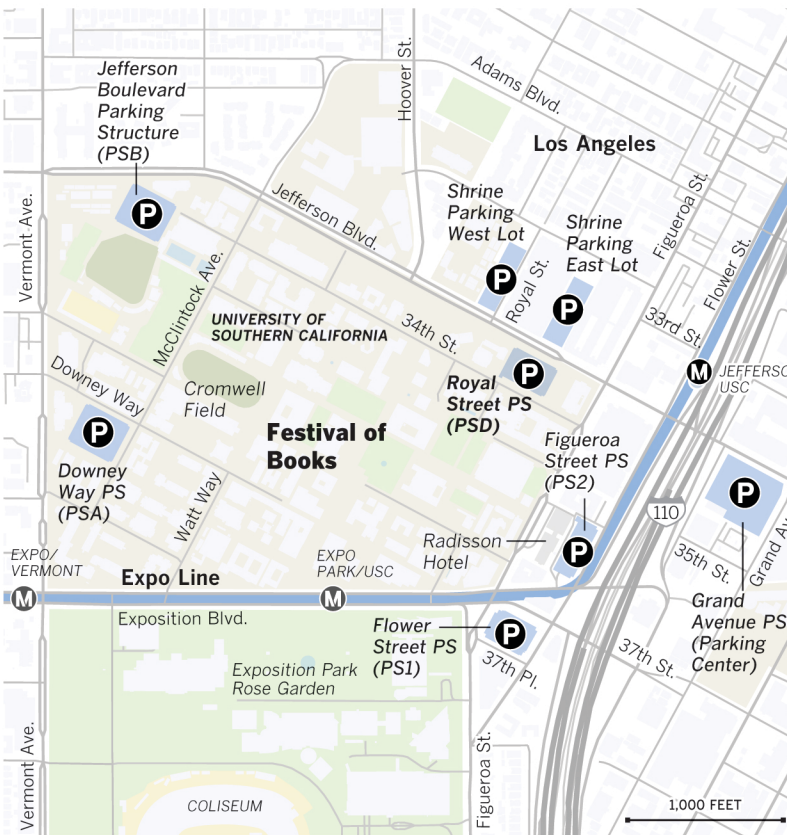 Jefferson
Boulevard
Parking
Structure
(PSB)
P
Hoover St.
Adams Blvd.
Los Angeles
Vermont Ave.
Jefferson Blvd.
Shrine
Parking
West Lot
P
Royal St.
Shrine
Parking
East Lot
P
Figueroa St.
Flower St.
33rd St.
McClintock Ave.
UNIVERSITY OF
SOUTHERN CALIFORNIA
34th St.
M
JEFFERSO
USC
Downey Way
Cromwell
Field
P
Royal
Street PS
(PSD)
P
Downey
Way PS
(PSA)
Festival of
Books
Figueroa
Street PS
(PS2)
P
Watt Way
Radisson
Hotel
110
P
35th St.
Grand Av
Grand
Avenue PS
(Parking
Center)
EXPO/
VERMONT
M
Expo Line
EXPO
PARK/USC
M
Exposition Blvd.
Flower
Street PS
(PS1)
P
37th Pl.
37th St.
Exposition Park
Rose Garden
Vermont Ave.
COLISEUM
Figueroa St.
1,000 FEET